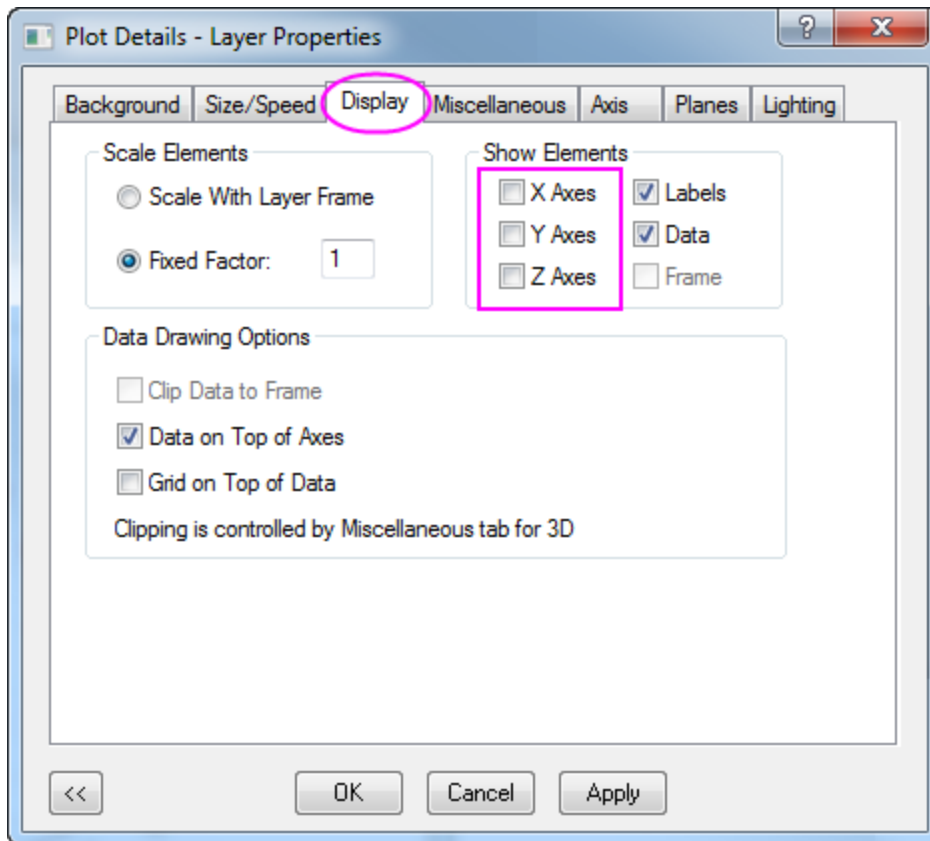 Plot Details - Layer Properties
?
X
Background Size/Speed Display Miscellaneous Axis Planes Lighting
Scale Elements
Scale With Layer Frame
Fixed Factor: 1
Show Elements
X Axes Labels
Y Axes Data
Z Axes Frame
Data Drawing Options
Clip Data to Frame
Data on Top of Axes
Grid on Top of Data
Clipping is controlled by Miscellaneous tab for 3D
<< OK Cancel Apply